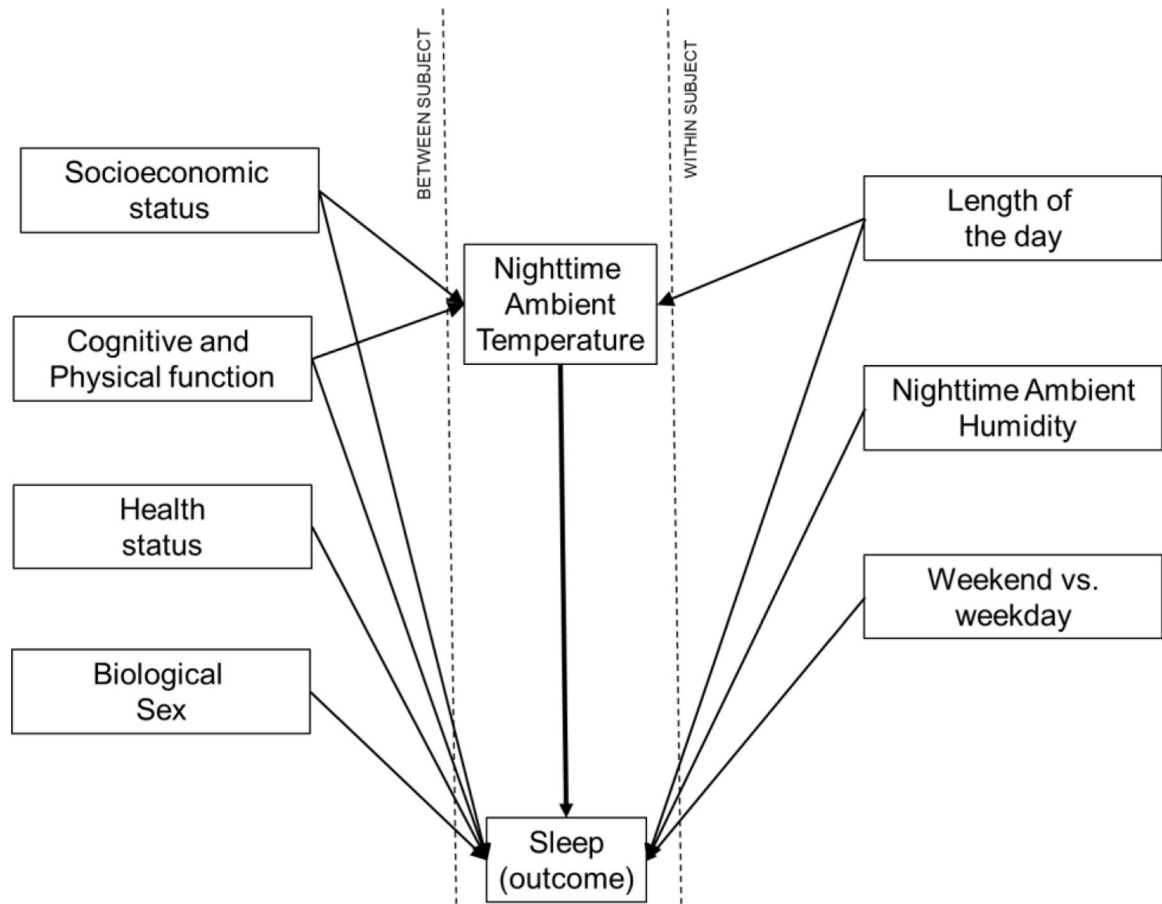 BETWEEN SUBJECT
WITHIN SUBJECT
Socioeconomic
status
Cognitive and
Physical function
Health
status
Biological
Sex
Nighttime
Ambient
Temperature
Sleep
(outcome)
Length of
the day
Nighttime Ambient
Humidity
Weekend vs.
weekday